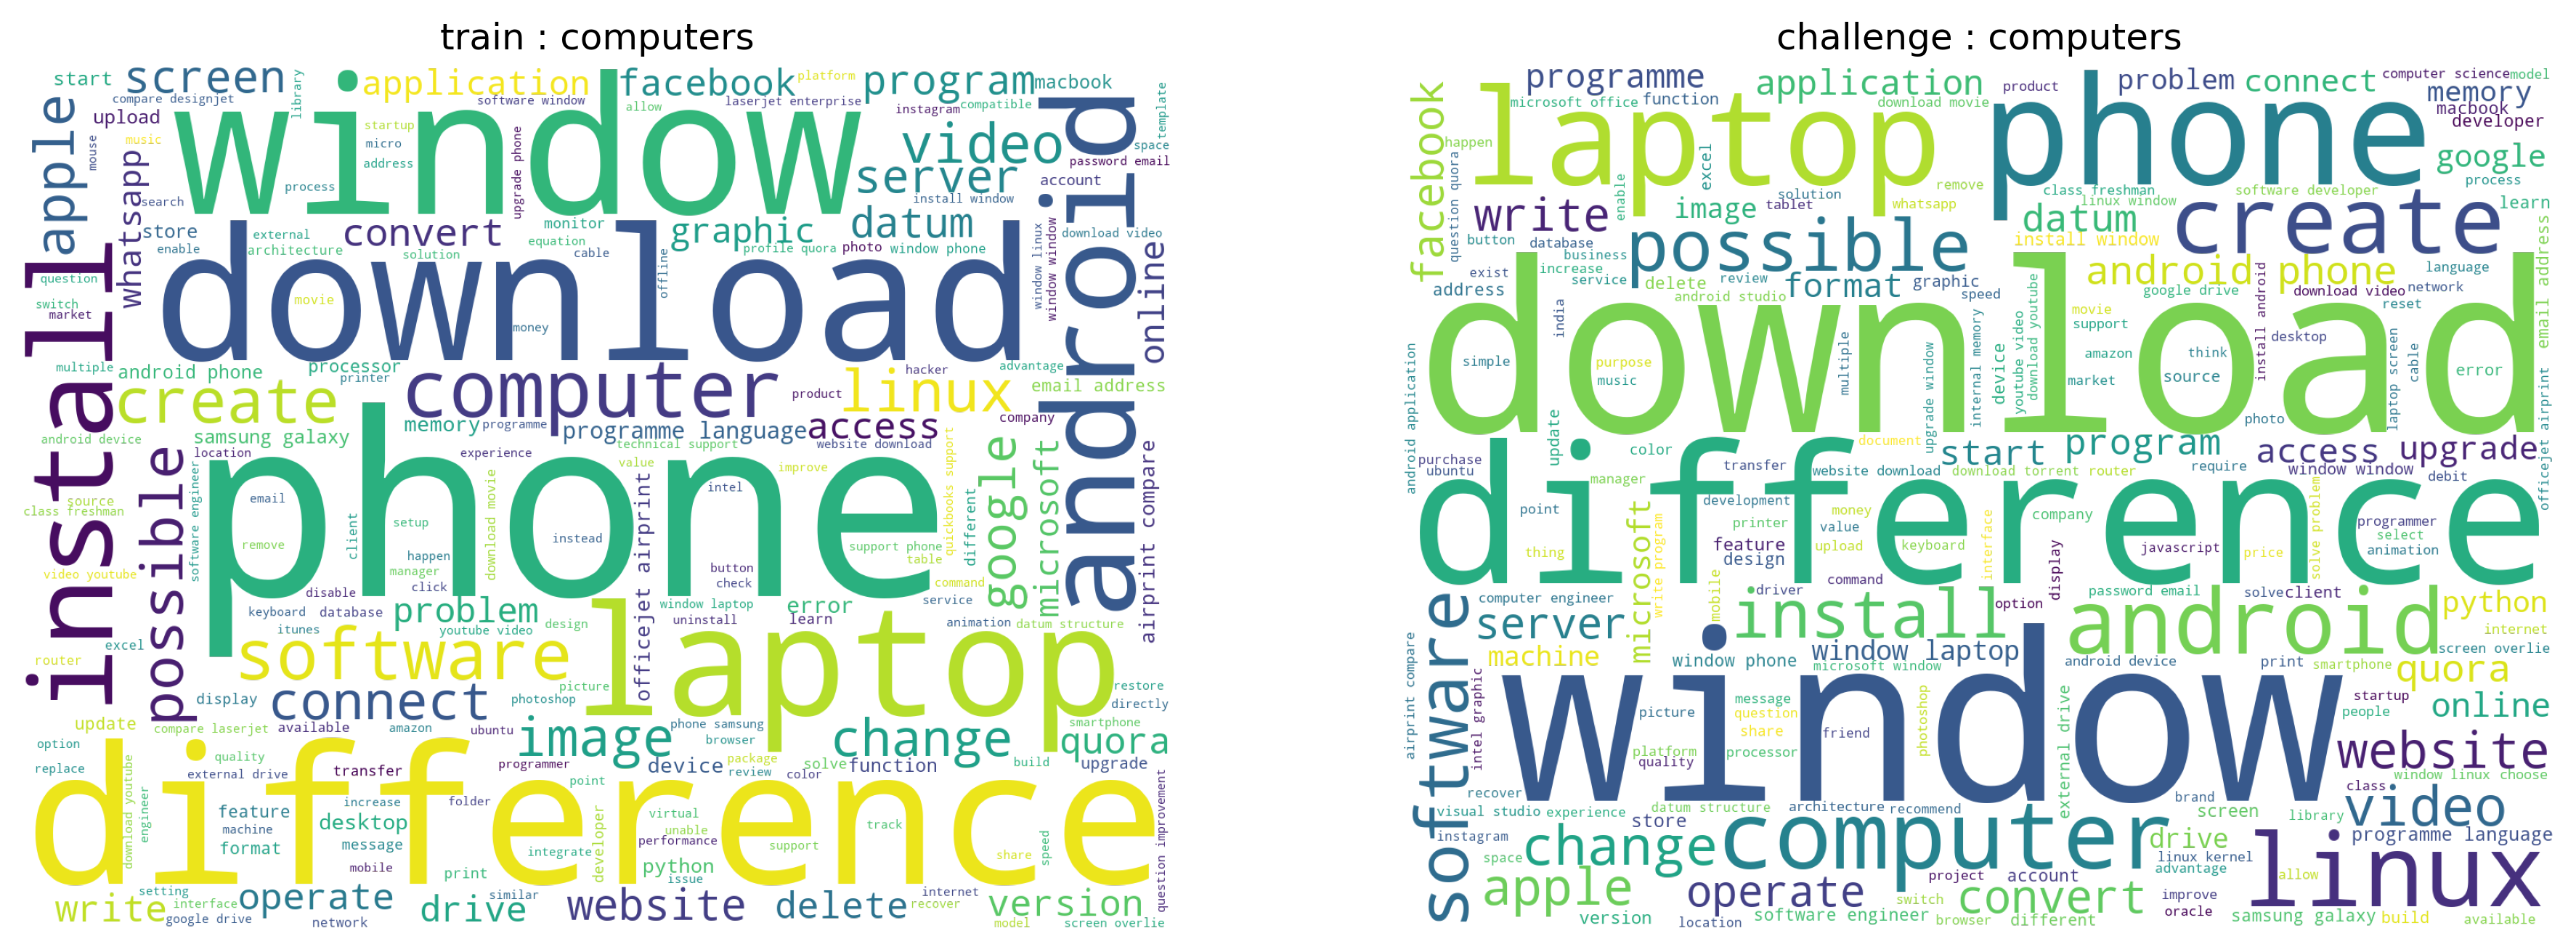 train : computers
screen
start
compare designjet
library
application
software window
facebook
allow
platform
laserjet enterprise
program
macbook
instagram
compatible
template
upload
apple
mouse
music
window
startup
micro
address
process
upgrade phone
video
server
password email
space
account
android
whatsapp
search
store
enable
external
architecture
convert
solution
monitor
equation
cable
graphic
profile quora
photo
datum
install window
window phone
download video
online
question
switch
market
install
download
movie
money
offline
window linux
window window
multiple
android phone
processor
printer
create
computer
product
hacker
linux
advantage
email address
company
android device
samsung galaxy
location
memory
programme
programme language
access
technical support
website download
experience
value
improve
possible
software engineer
source
class freshman
video youtube
phone
email
remove
client
setup
happen
manager
click
download movie
instead
officejet airprint
intel
button
check
support phone
table
quickbooks support
different
google
microsoft
airprint compare
command
service
disable
keyboard
database
itunes
problem
youtube video
design
window laptop
uninstall
error
learn
animation
datum structure
excel
router
software
laptop
display
connect
photoshop
picture
restore
directly
update
compare laserjet
available
amazon
ubuntu
image
phone samsung
browser
change
smartphone
quora
option
replace
quality
external drive
transfer
programmer
point
device
package
review
color
solve
function
build
upgrade
difference
download youtube
engineer
feature
machine
format
increase
desktop
message
mobile
folder
integrate
print
developer
virtual
unable
performance
python
issue
support
track
share
speed
question improvement
write
setting
interface
google drive
operate
network
drive
similar
website
delete
internet
recover
version
model
screen overlie
challenge : computers
programme
microsoft office
function
application
download movie
product
problem
connect
computer science
model
memory
macbook
developer
facebook
happen
question quora
laptop
phone
google
process
excel
enable
write
image
tablet
solution
whatsapp
remove
class freshman
linux window
software developer
datum
create
learn
button
database
business
increase
service
exist
address
possible
delete
review
android studio
format
graphic
speed
install window
android phone
google drive
download video
language
network
reset
email address
download
india
simple
purpose
music
multiple
upgrade window
internal memory
device
youtube video
download youtube
movie
support
amazon
market
think
source
photo
install android
desktop
laptop screen
cable
error
android application
purchase
ubuntu
update
color
manager
transfer
document
website download
start
download torrent
router
program
require
access
window window
upgrade
debit
officejet airprint
difference
point
thing
microsoft
write program
development
printer
feature
design
money
value
upload
keyboard
command
interface
company
display
javascript
price
solve problem
programmer
select
animation
software
computer engineer
server
machine
mobile
driver
install
option
password email
solve
client
android
python
internet
screen overlie
airprint compare
intel graphic
window phone
window laptop
microsoft window
android device
print
smartphone
quora
window
picture
platform
quality
message
question
share
processor
friend
photoshop
external drive
startup
people
online
website
window linux choose
class
recover
visual studio
experience
instagram
datum structure
store
architecture
recommend
brand
screen
library
video
programme language
space
change
computer
drive
linux kernel
advantage
linux
apple
operate
project
account
switch
convert
improve
oracle
allow
version
location
software engineer
browser
different
samsung galaxy
build
available